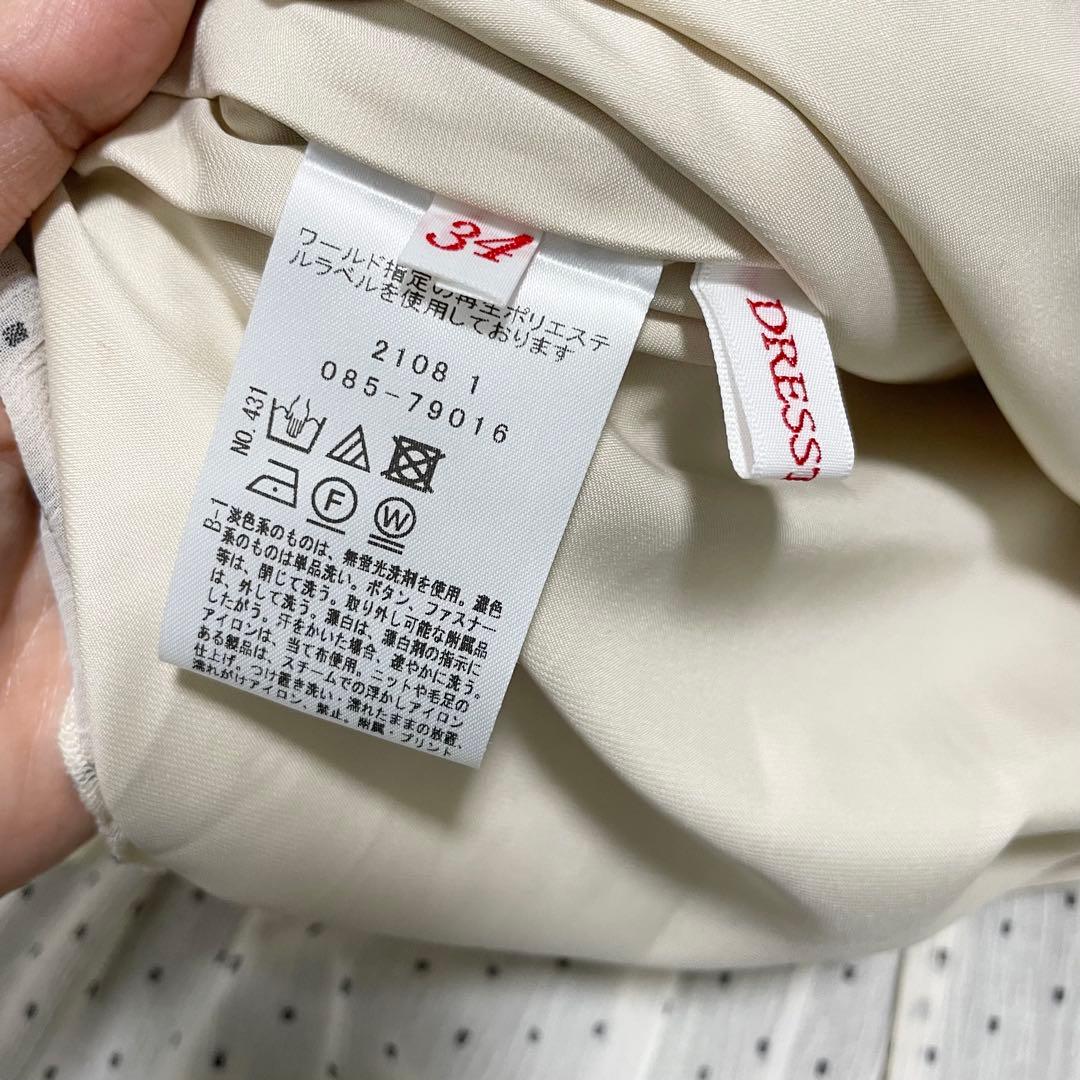 34
ワールド指定の再生ポリエステ
ルラベルを使用しております
2108 1
085-79016
NO.431
F
W
B-1
淡色系のものは、無蛍光洗剤を使用。濃色
系のものは単品洗い。ボタン、ファスナー
等は、閉じて洗う。取り外し可能な附属品
は、外して洗う。漂白は、漂白剤の指示に
したがう。汗をかいた場合、速やかに洗う。
アイロンは、当て布使用。ニットや毛足の
ある製品は、スチームでの浮かしアイロン
仕上げ。つけ置き洗い・濡れたままの放置、
濡れがけアイロン、禁止。附属・プリント
DRESST